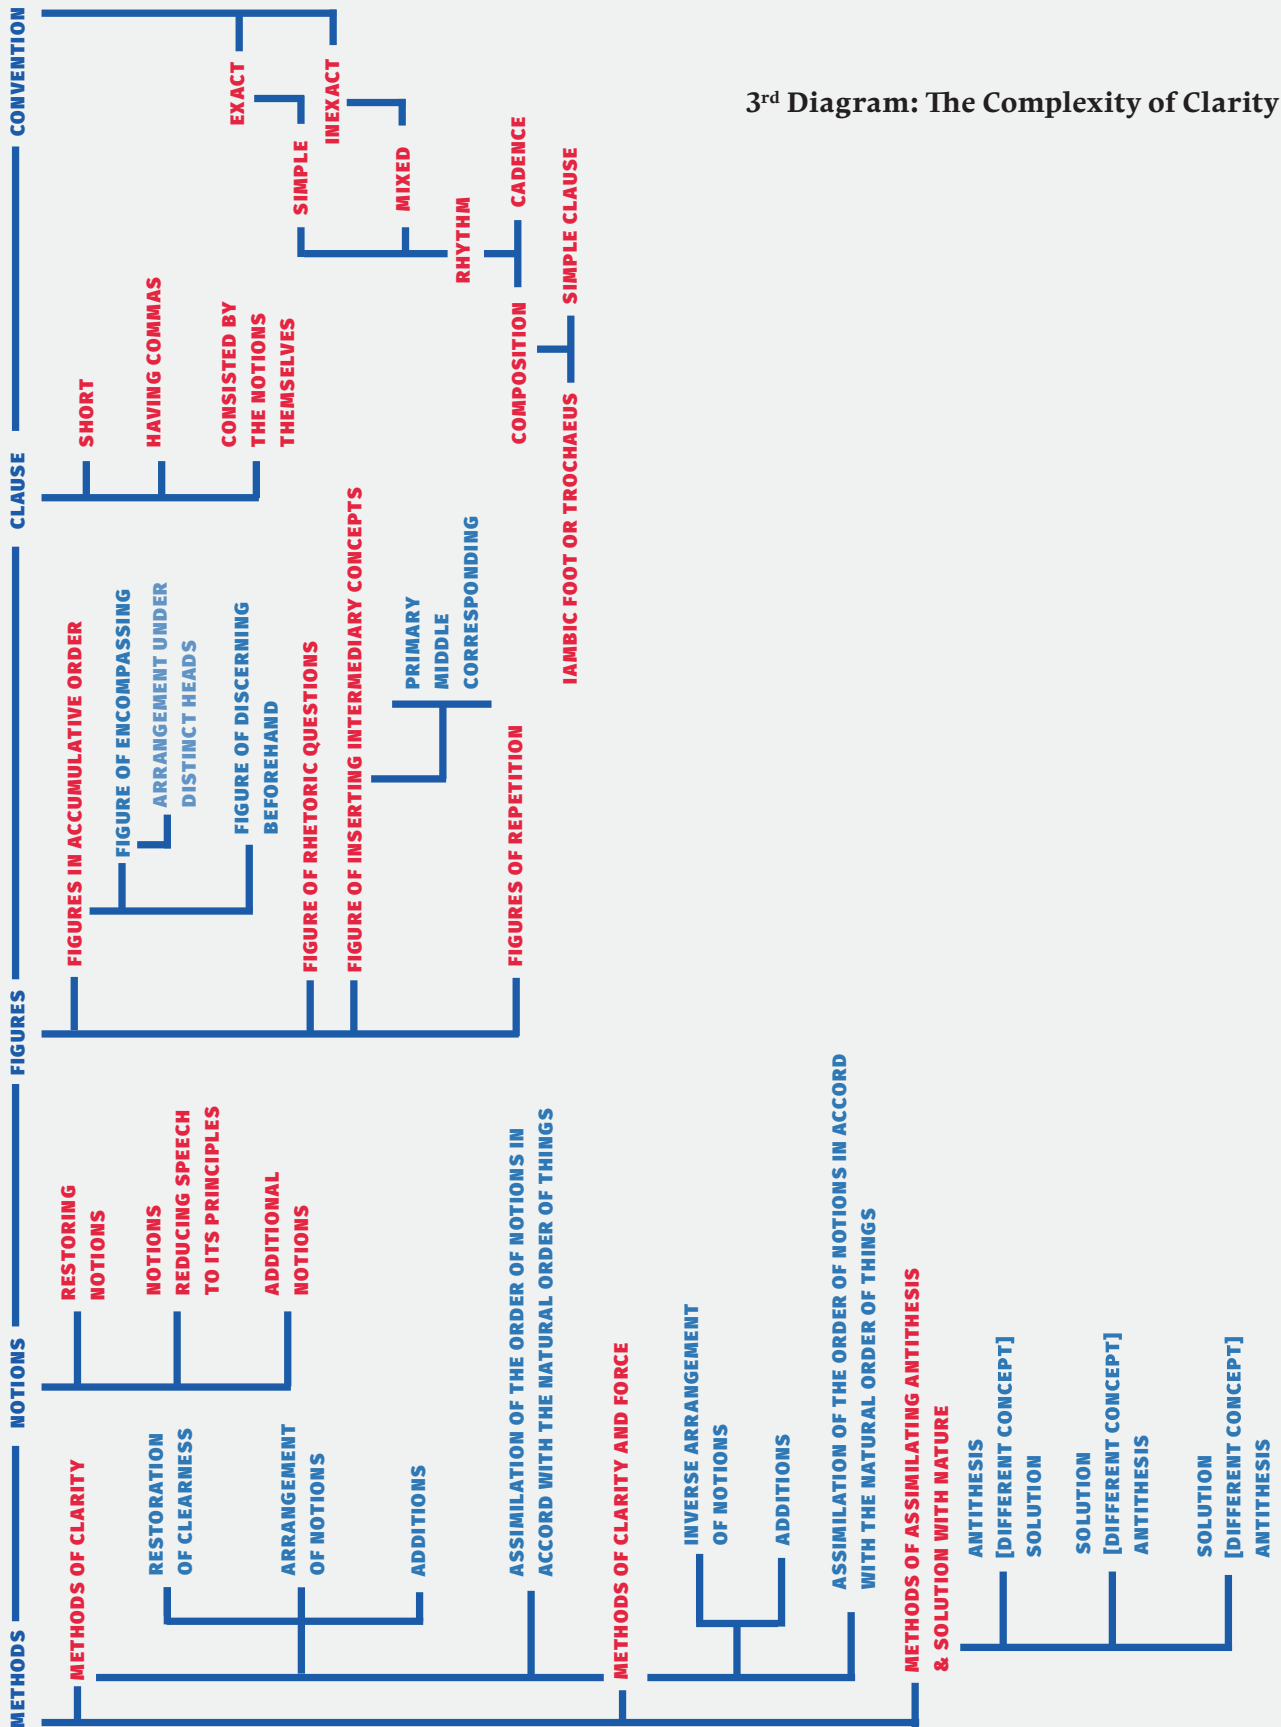 3rd Diagram: The Complexity of Clarity
METHODS
NOTIONS
FIGURES
CLAUSE
CONVENTION
METHODS OF CLARITY
RESTORATION
OF CLEARNESS
ARRANGEMENT
OF NOTIONS
ADDITIONS
ASSIMILATION OF THE ORDER OF NOTIONS IN
ACCORD WITH THE NATURAL ORDER OF THINGS
METHODS OF CLARITY AND FORCE
INVERSE ARRANGEMENT
OF NOTIONS
ADDITIONS
ASSIMILATION OF THE ORDER OF NOTIONS IN ACCORD
WITH THE NATURAL ORDER OF THINGS
METHODS OF ASSIMILATING ANTITHESIS
& SOLUTION WITH NATURE
ANTITHESIS
[DIFFERENT CONCEPT]
SOLUTION
SOLUTION
[DIFFERENT CONCEPT]
ANTITHESIS
SOLUTION
[DIFFERENT CONCEPT]
ANTITHESIS
RESTORING
NOTIONS
NOTIONS
REDUCING SPEECH
TO ITS PRINCIPLES
ADDITIONAL
NOTIONS
FIGURES IN ACCUMULATIVE ORDER
FIGURE OF ENCOMPASSING
ARRANGEMENT UNDER
DISTINCT HEADS
FIGURE OF DISCERNING
BEFOREHAND
FIGURE OF RHETORIC QUESTIONS
FIGURE OF INSERTING INTERMEDIARY CONCEPTS
PRIMARY
MIDDLE
CORRESPONDING
FIGURES OF REPETITION
SHORT
HAVING COMMAS
CONSISTED BY
THE NOTIONS
THEMSELVES
EXACT
INEXACT
SIMPLE
MIXED
RHYTHM
COMPOSITION
CADENCE
IAMBIC FOOT OR TROCHAEUS
SIMPLE CLAUSE